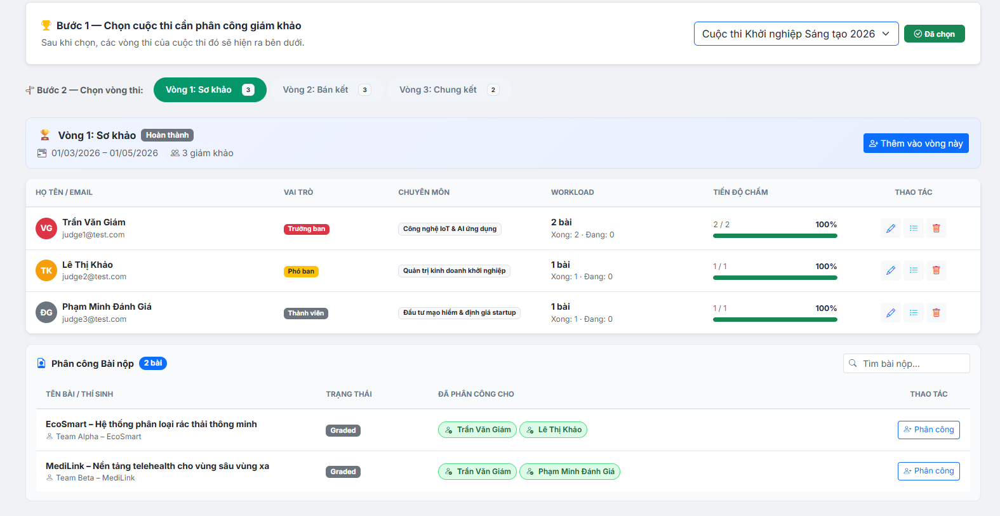 Bước 1 — Chọn cuộc thi cần phân công giám khảo
Sau khi chọn, các vòng thi của cuộc thi đó sẽ hiện ra bên dưới.
Cuộc thi Khởi nghiệp Sáng tạo 2026
Đã chọn
Bước 2 — Chọn vòng thi:
Vòng 1: Sơ khảo 3
Vòng 2: Bán kết 3
Vòng 3: Chung kết 2
Vòng 1: Sơ khảo Hoàn thành
01/03/2026 – 01/05/2026 3 giám khảo
Thêm vào vòng này
HỌ TÊN / EMAIL VAI TRÒ CHUYÊN MÔN WORKLOAD TIẾN ĐỘ CHẤM THAO TÁC
VG Trần Văn Giám Trưởng ban Công nghệ IoT & AI ứng dụng 2 bài 2 / 2 100%
judge1@test.com Xong: 2 · Đang: 0
TK Lê Thị Khảo Phó ban Quản trị kinh doanh khởi nghiệp 1 bài 1 / 1 100%
judge2@test.com Xong: 1 · Đang: 0
ĐG Phạm Minh Đánh Giá Thành viên Đầu tư mạo hiểm & định giá startup 1 bài 1 / 1 100%
judge3@test.com Xong: 1 · Đang: 0
Phân công Bài nộp 2 bài
Tìm bài nộp...
TÊN BÀI / THÍ SINH TRẠNG THÁI ĐÃ PHÂN CÔNG CHO THAO TÁC
EcoSmart – Hệ thống phân loại rác thải thông minh Graded Trần Văn Giám Lê Thị Khảo Phân công
Team Alpha – EcoSmart
MediLink – Nền tảng telehealth cho vùng sâu vùng xa Graded Trần Văn Giám Phạm Minh Đánh Giá Phân công
Team Beta – MediLink